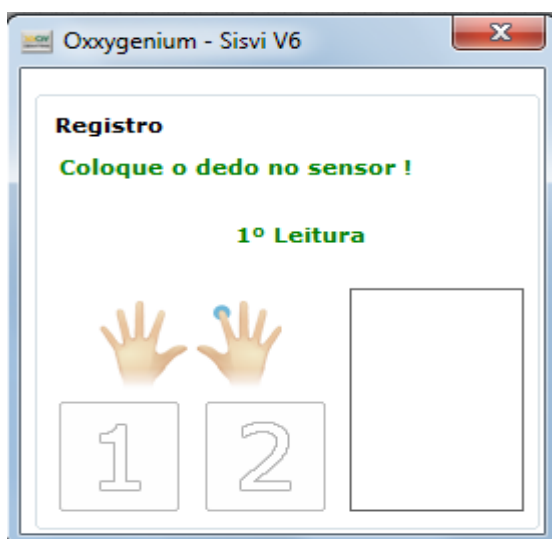 Oxxygenium - Sisvi V6
Registro
Coloque o dedo no sensor !
1º Leitura
1 2